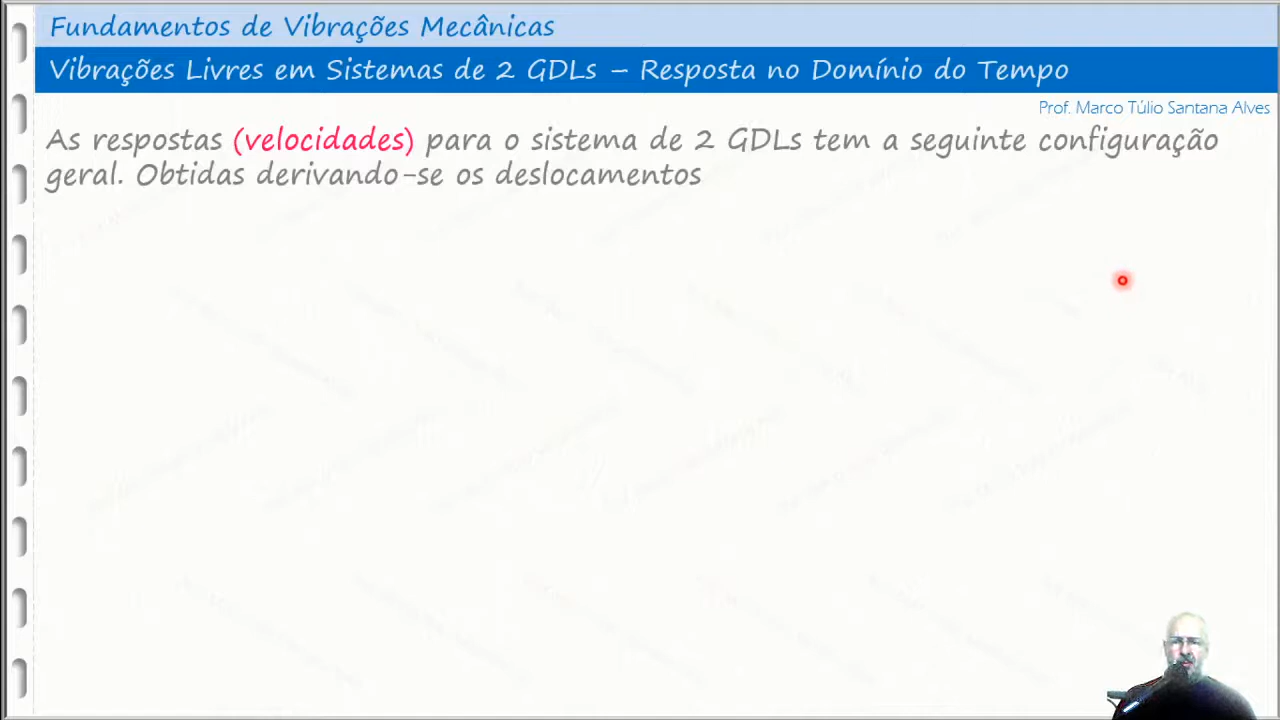 Fundamentos de Vibrações Mecânicas
Vibrações Livres em Sistemas de 2 GDLs – Resposta no Domínio do Tempo
Prof. Marco Túlio Santana Alves
As respostas (velocidades) para o sistema de 2 GDLs tem a seguinte configuração
geral. Obtidas derivando-se os deslocamentos